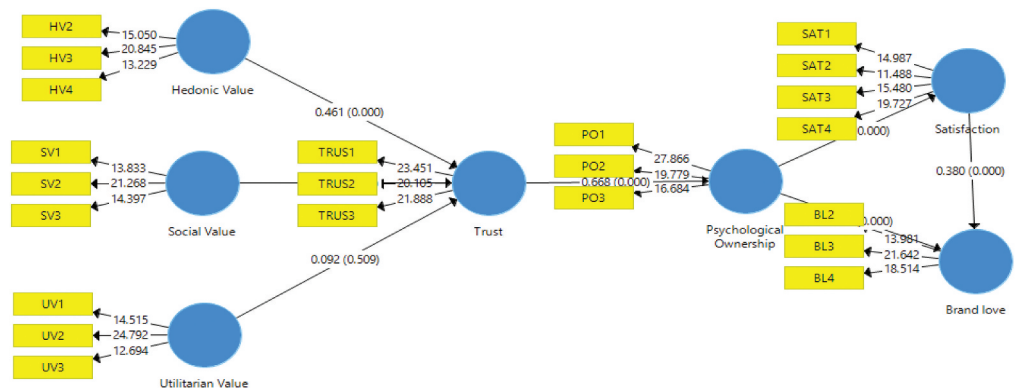 HV2
15.050
HV3
20.845
HV4
13.229
Hedonic Value
0.461 (0.000)
SV1
13.833
SV2
21.268
SV3
14.397
Social Value
UV1
14.515
UV2
24.792
UV3
12.694
Utilitarian Value
0.092 (0.509)
TRUS1
23.451
TRUS2
20.105
TRUS3
21.888
Trust
0.668 (0.000)
PO1
27.866
PO2
19.779
PO3
16.684
Psychological
Ownership
SAT1
14.987
SAT2
11.488
SAT3
15.480
SAT4
19.727
0.000)
Satisfaction
0.380 (0.000)
BL2
0.000)
13.981
BL3
21.642
BL4
18.514
Brand love